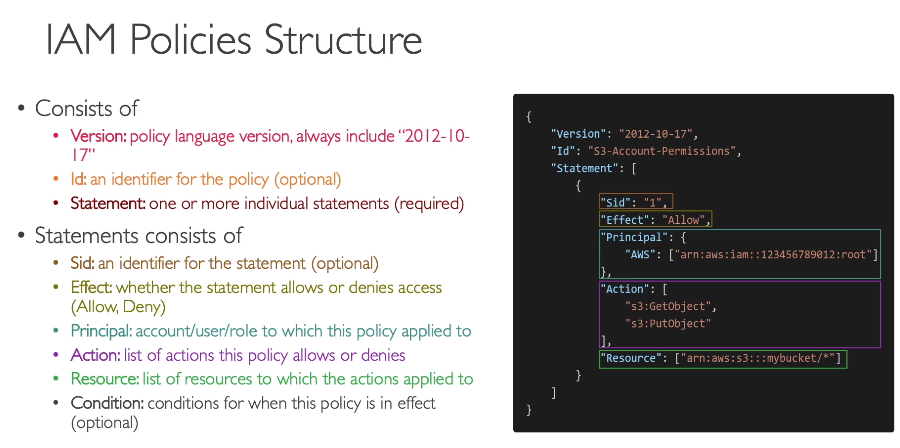 IAM Policies Structure
• Consists of
• Version: policy language version, always include “2012-10-
17”
• Id: an identifier for the policy (optional)
• Statement: one or more individual statements (required)
• Statements consists of
• Sid: an identifier for the statement (optional)
• Effect: whether the statement allows or denies access
(Allow, Deny)
• Principal: account/user/role to which this policy applied to
• Action: list of actions this policy allows or denies
• Resource: list of resources to which the actions applied to
• Condition: conditions for when this policy is in effect
(optional)
{
"Version": "2012-10-17",
"Id": "S3-Account-Permissions",
"Statement": [
{
"Sid": "1",
"Effect": "Allow",
"Principal": {
"AWS": ["arn:aws:iam::123456789012:root"]
},
"Action": [
"s3:GetObject",
"s3:PutObject"
],
"Resource": ["arn:aws:s3:::mybucket/*"]
}
]
}